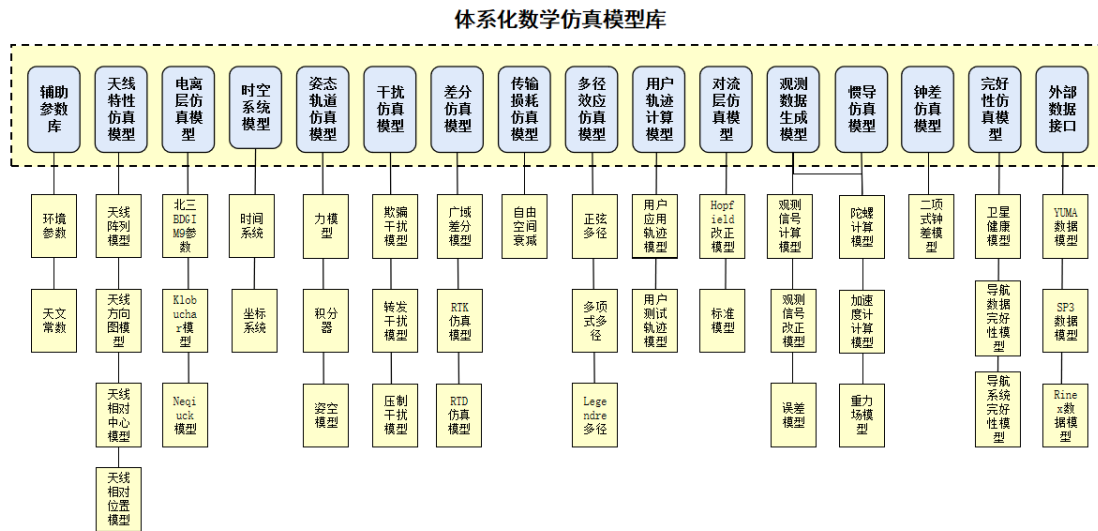 体系化数学仿真模型库
辅助
参数
库
天线
特性
仿真
模型
电离
层仿
真模
型
时空
系统
模型
姿态
轨道
仿真
模型
干扰
仿真
模型
差分
仿真
模型
传输
损耗
仿真
模型
多径
效应
仿真
模型
用户
轨迹
计算
模型
对流
层仿
真模
型
观测
数据
生成
模型
惯导
仿真
模型
钟差
仿真
模型
完好
性仿
真模
型
外部
数据
接口
环境
参数
天线
阵列
模型
北三
BDGI
M9参
数
时间
系统
力模
型
欺骗
干扰
模型
广域
差分
模型
自由
空间
衰减
正弦
多径
用户
应用
轨迹
模型
Hopf
ield
改正
模型
观测
信号
计算
模型
陀螺
计算
模型
二项
式钟
差模
型
卫星
健康
模型
YUMA
数据
模型
天文
常数
天线
方向
图模
型
Klob
uchar
模型
坐标
系统
积分
器
转发
干扰
模型
RTK
仿真
模型
多项
式多
径
用户
测试
轨迹
模型
标准
模型
观测
信号
改正
模型
加速
度计
计算
模型
导航
数据
完好
性模
型
SP3
数据
模型
天线
相对
中心
模型
Neqi
uck
模型
姿空
模型
压制
干扰
模型
RTD
仿真
模型
Lege
ndre
多径
误差
模型
重力
场模
型
导航
系统
完好
性模
型
Rine
x数
据模
型
天线
相对
位置
模型